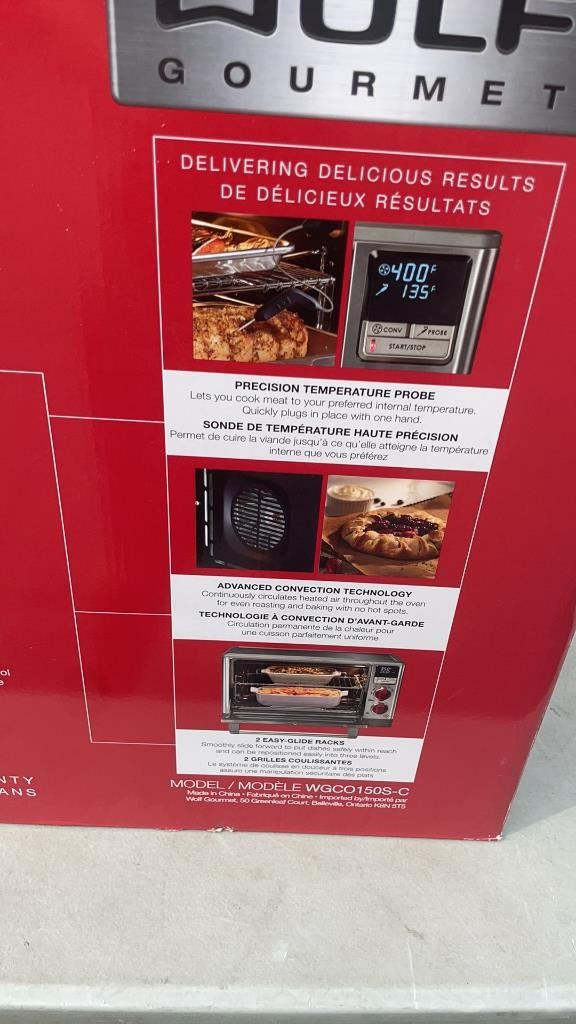 WOLF
GOURMET
DELIVERING DELICIOUS RESULTS
DE DÉLICIEUX RÉSULTATS
400°F
135°F
CONV
PROBE
START/STOP
PRECISION TEMPERATURE PROBE
Lets you cook meat to your preferred internal temperature.
Quickly plugs in place with one hand.
SONDE DE TEMPÉRATURE HAUTE PRÉCISION
Permet de cuire la viande jusqu'à ce qu'elle atteigne la température
interne que vous préférez
ADVANCED CONVECTION TECHNOLOGY
Continuously circulates heated air throughout the oven
for even roasting and baking with no hot spots.
TECHNOLOGIE À CONVECTION D'AVANT-GARDE
Circulation permanente de la chaleur pour
une cuisson parfaitement uniforme
2 EASY-GLIDE RACKS
Smoothly slide forward to put dishes safely within reach
and can be repositioned easily into three levels.
2 GRILLES COULISSANTES
Le système de coulisse en douceur à trois positions
assure une manipulation sécuritaire des plats
ol
e
NTY
ANS
MODEL / MODÈLE WGCO150S-C
Made in China • Fabriqué en Chine • Imported by/Importé par
Wolf Gourmet, 50 Greenleaf Court, Belleville, Ontario K8N 5T5